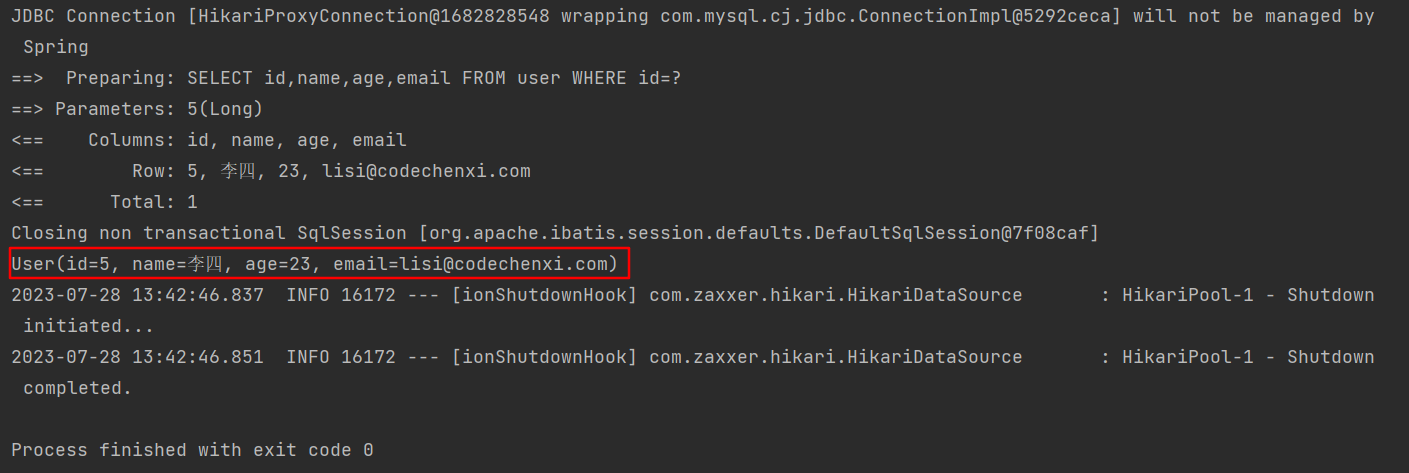 JDBC Connection [HikariProxyConnection@1682828548 wrapping com.mysql.cj.jdbc.ConnectionImpl@5292ceca] will not be managed by
 Spring
==>  Preparing: SELECT id,name,age,email FROM user WHERE id=?
==> Parameters: 5(Long)
<==    Columns: id, name, age, email
<==        Row: 5, 李四, 23, lisi@codechenxi.com
<==      Total: 1
Closing non transactional SqlSession [org.apache.ibatis.session.defaults.DefaultSqlSession@7f08caf]
User(id=5, name=李四, age=23, email=lisi@codechenxi.com)
2023-07-28 13:42:46.837  INFO 16172 --- [ionShutdownHook] com.zaxxer.hikari.HikariDataSource       : HikariPool-1 - Shutdown
 initiated...
2023-07-28 13:42:46.851  INFO 16172 --- [ionShutdownHook] com.zaxxer.hikari.HikariDataSource       : HikariPool-1 - Shutdown
 completed.
Process finished with exit code 0